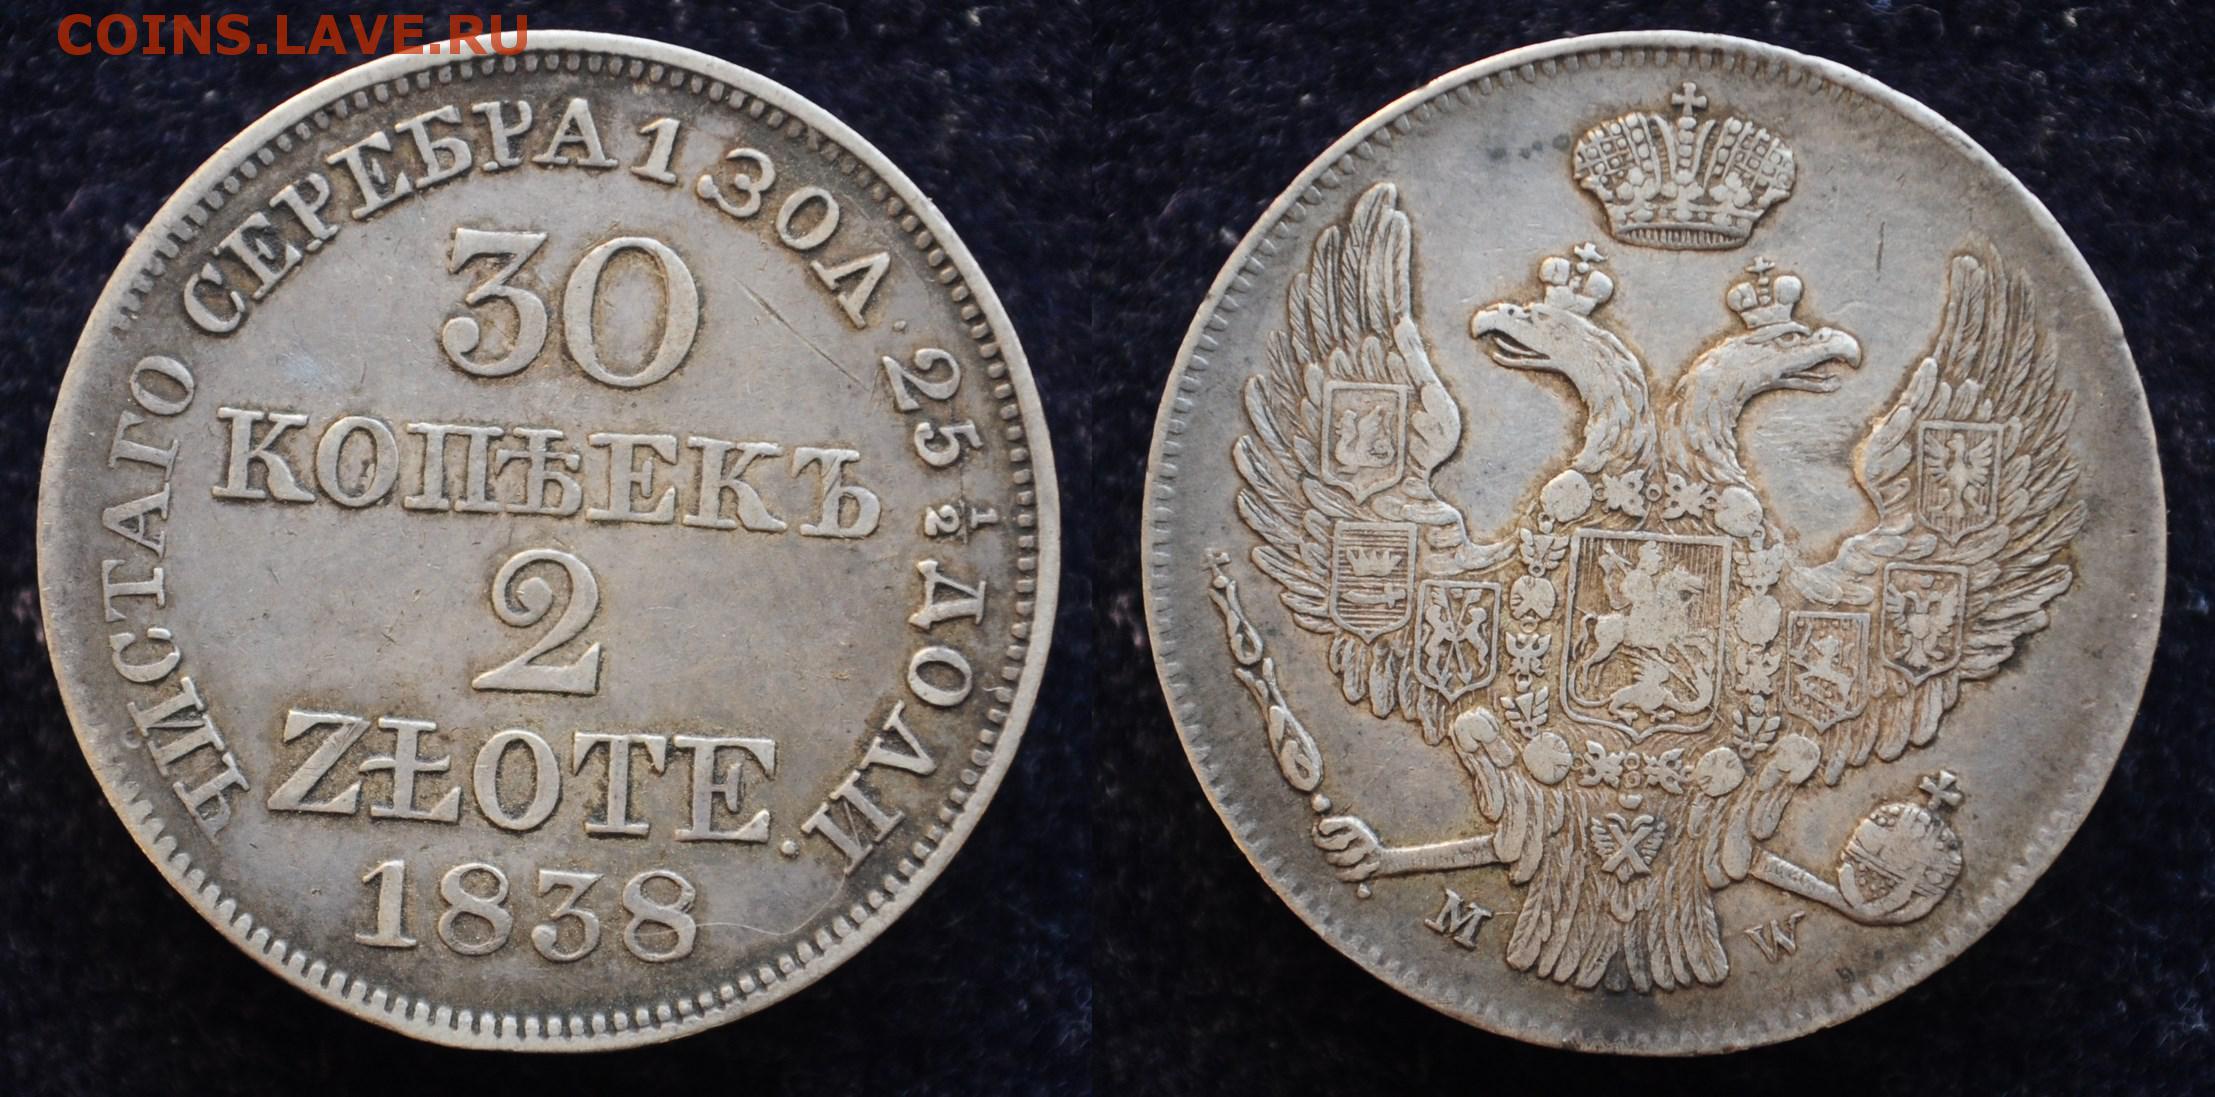 COINS.LAVE.RU
ЧИСТАГО СЕРЕБРА 1 ЗОЛ. 25 ½ ДОЛИ.
30
КОПѢЕКЪ
2
ZŁOTE
1838
M W